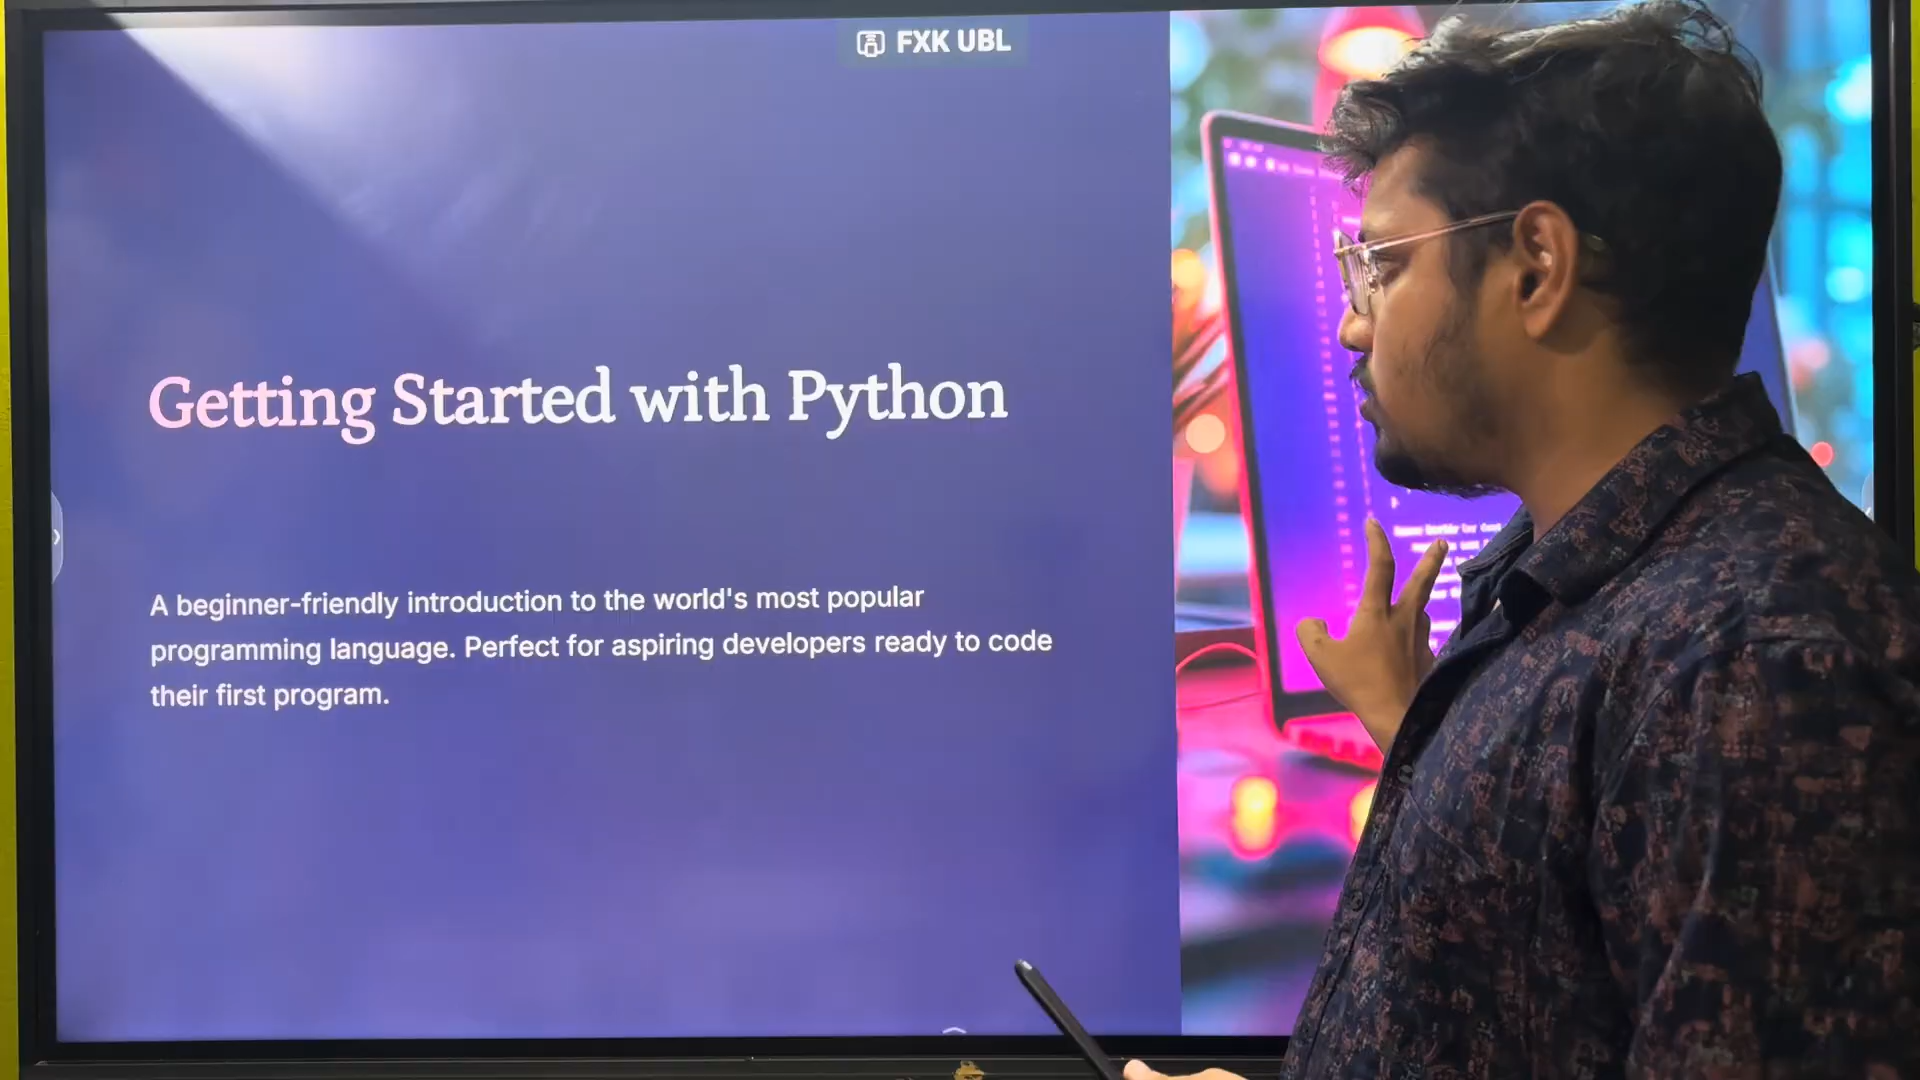 FXK UBL
Getting Started with Python
A beginner-friendly introduction to the world's most popular
programming language. Perfect for aspiring developers ready to code
their first program.